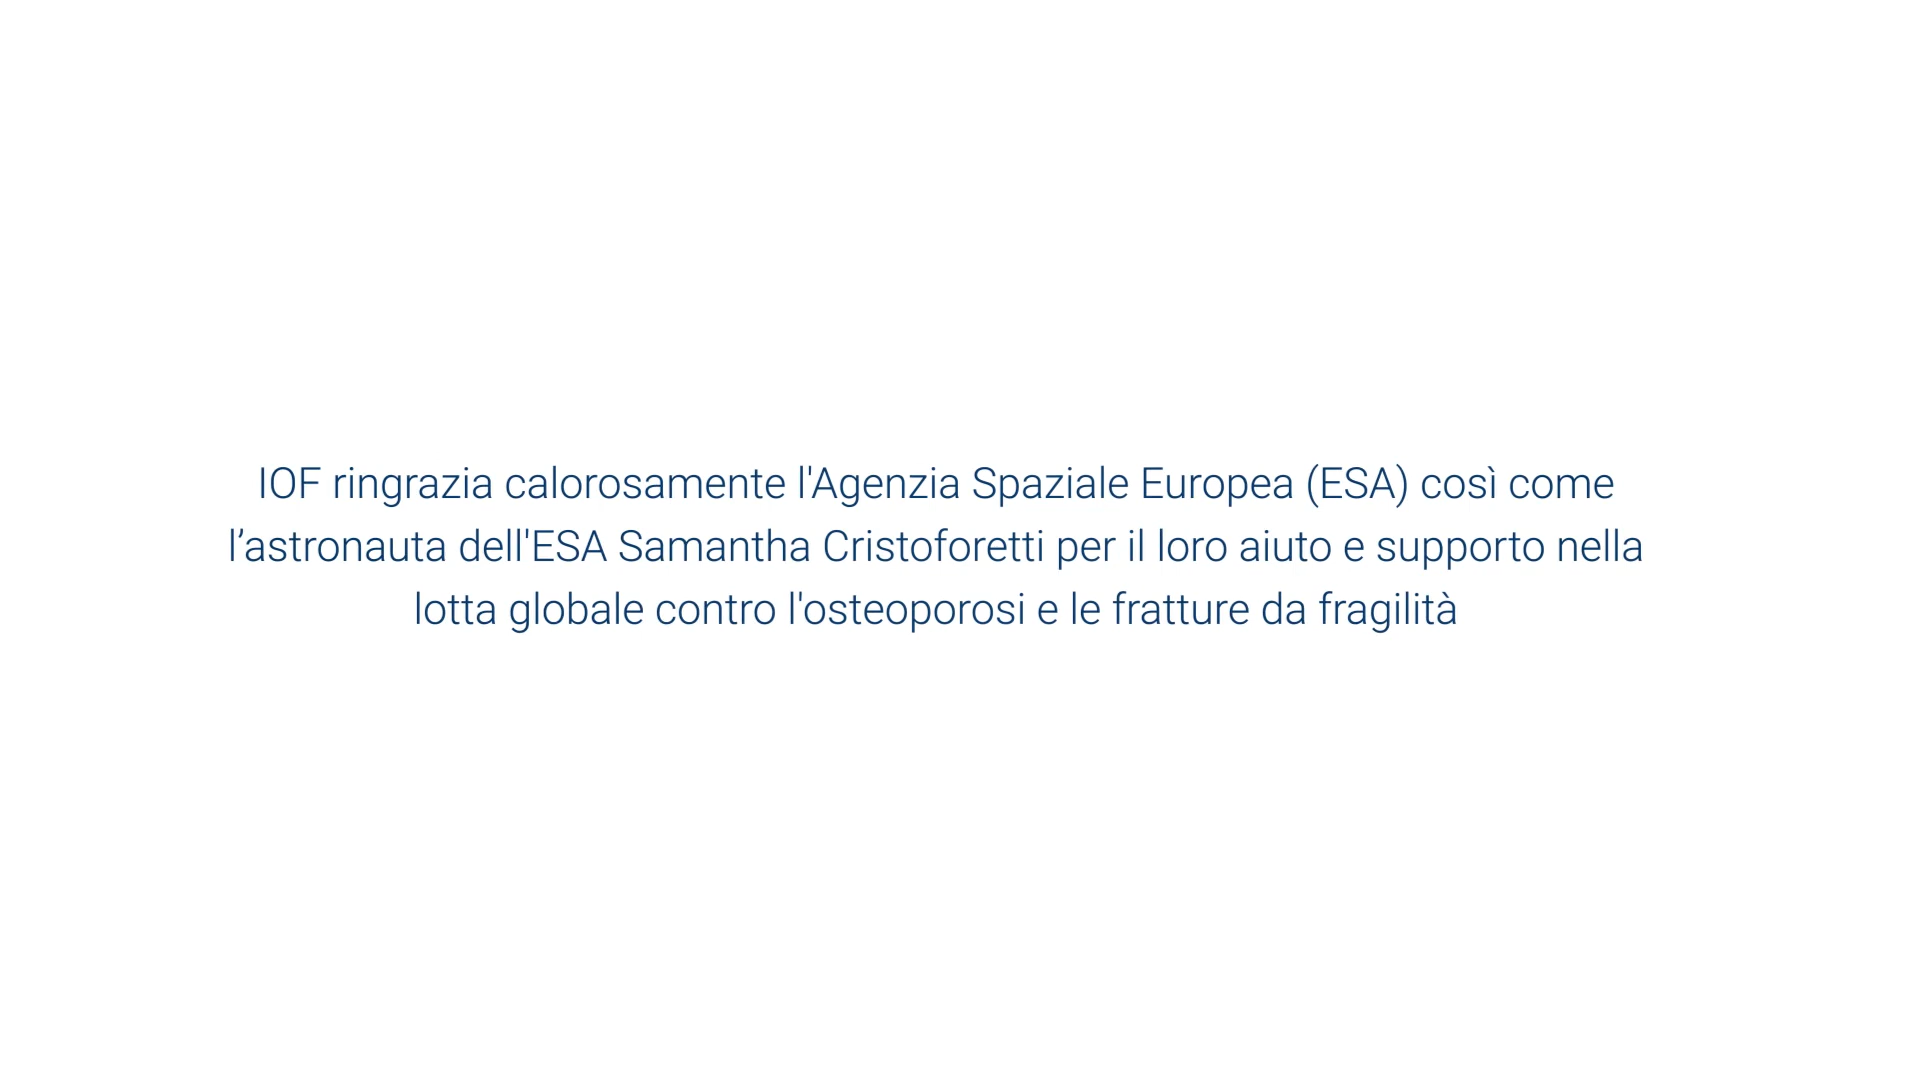 IOF ringrazia calorosamente l'Agenzia Spaziale Europea (ESA) così come
l’astronauta dell'ESA Samantha Cristoforetti per il loro aiuto e supporto nella
lotta globale contro l'osteoporosi e le fratture da fragilità